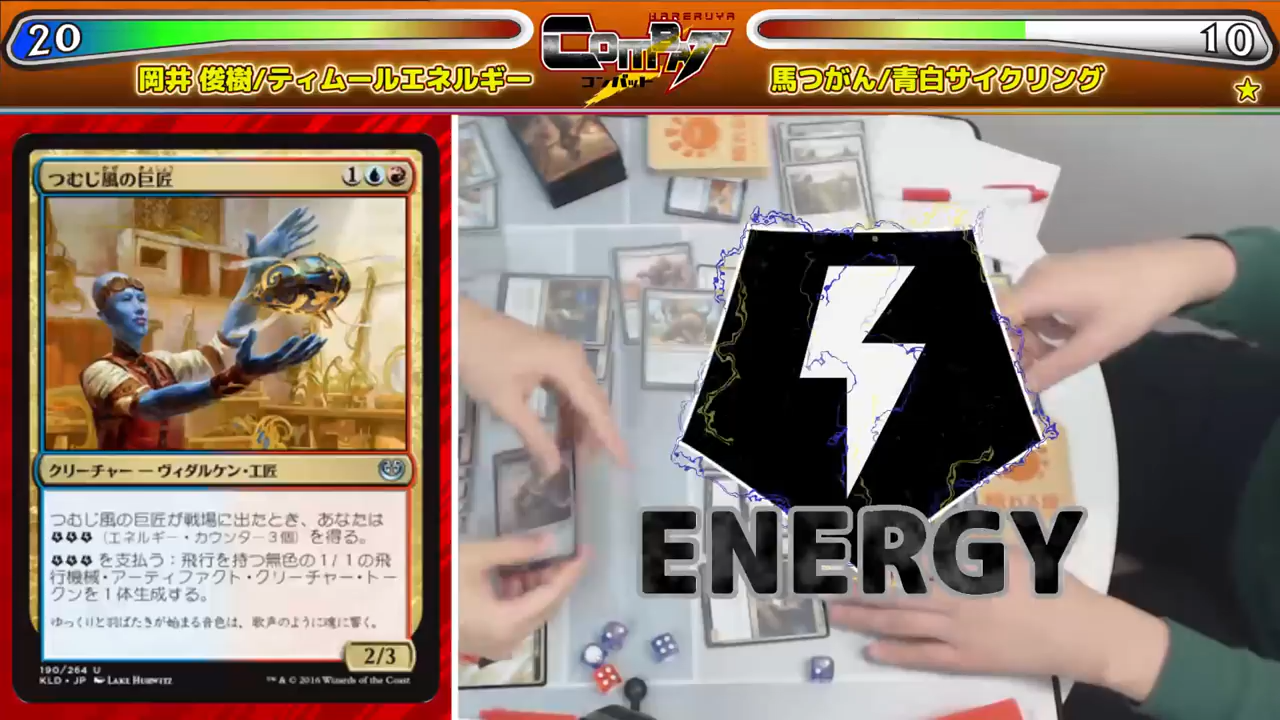 20
HARERUYA
COMBAT
コンバット
10
岡井 俊樹/ティムールエネルギー
馬つがん/青白サイクリング
つむじ風の巨匠
1
クリーチャー — ヴィダルケン・工匠
つむじ風の巨匠が戦場に出たとき、あなたは
(エネルギー・カウンター3個) を得る。
を支払う:飛行を持つ無色の1/1の飛
行機械・アーティファクト・クリーチャー・トー
クンを1体生成する。
ゆっくりと羽ばたきが始まる音色は、歌声のように魂に響く。
2/3
190/264 U
KLD • JP LAKE HURWITZ
™ & © 2016 Wizards of the Coast
ENERGY